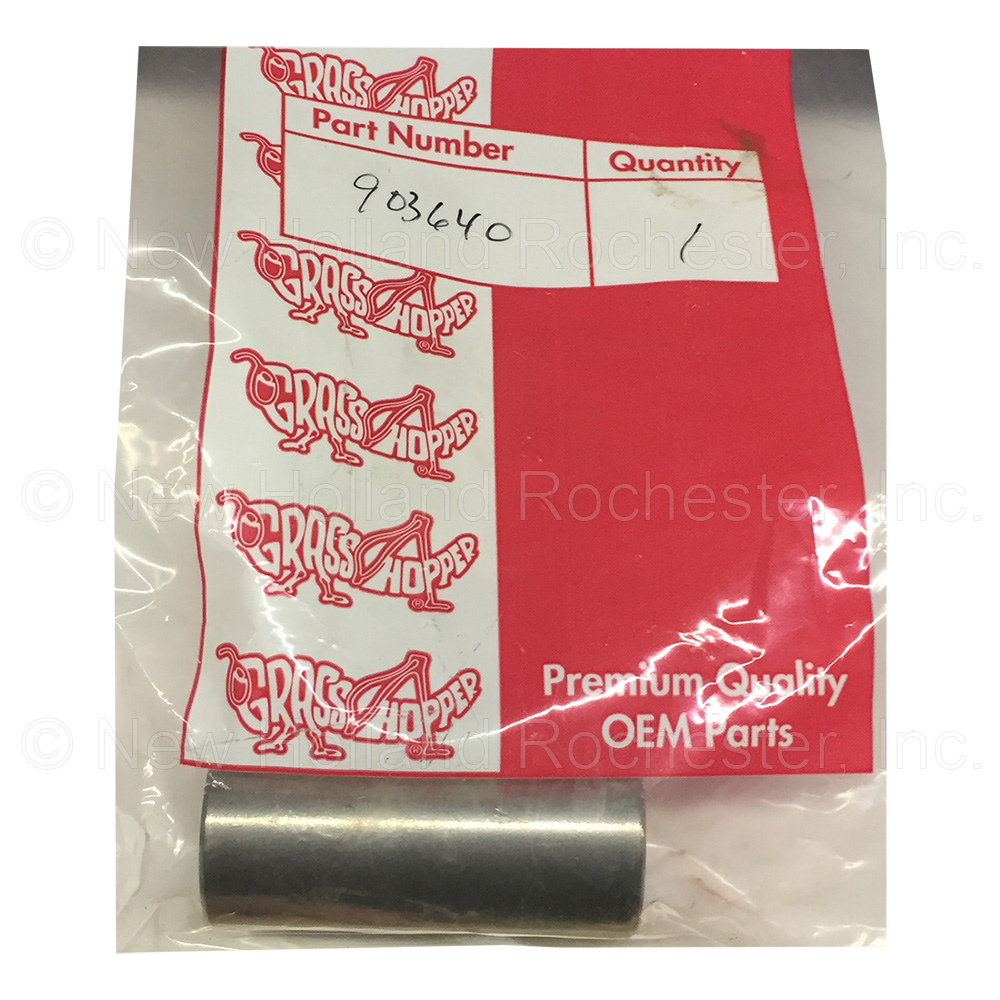 GRASSHOPPER
Part Number
Quantity
903640
1
© New Holland Rochester, Inc.
GRASSHOPPER®
GRASSHOPPER®
© New Holland Rochester, Inc.
GRASSHOPPER®
Premium Quality
GRASSHOPPER®
OEM Parts
© New Holland Rochester, Inc.